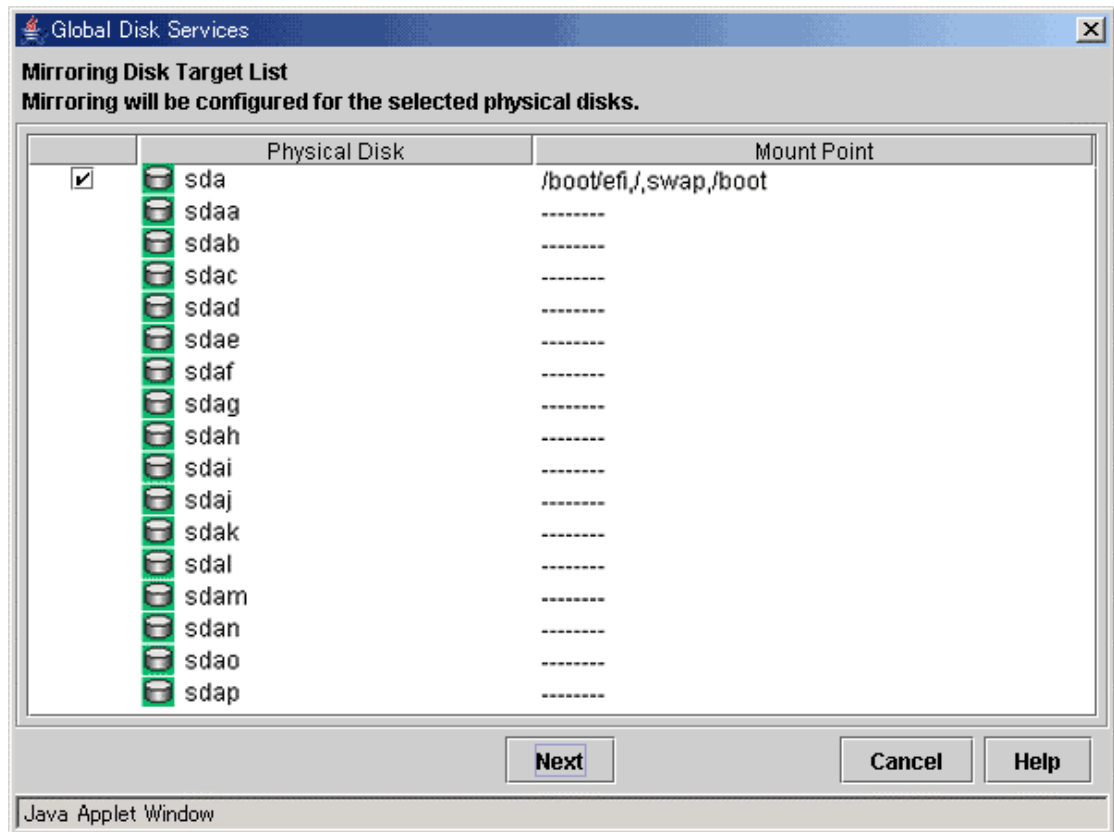 Global Disk Services
Mirroring Disk Target List
Mirroring will be configured for the selected physical disks.
Physical Disk Mount Point
sda /boot/efi,/,swap,/boot
sdaa --------
sdab --------
sdac --------
sdad --------
sdae --------
sdaf --------
sdag --------
sdah --------
sdai --------
sdaj --------
sdak --------
sdal --------
sdam --------
sdan --------
sdao --------
sdap --------
Next Cancel Help
Java Applet Window